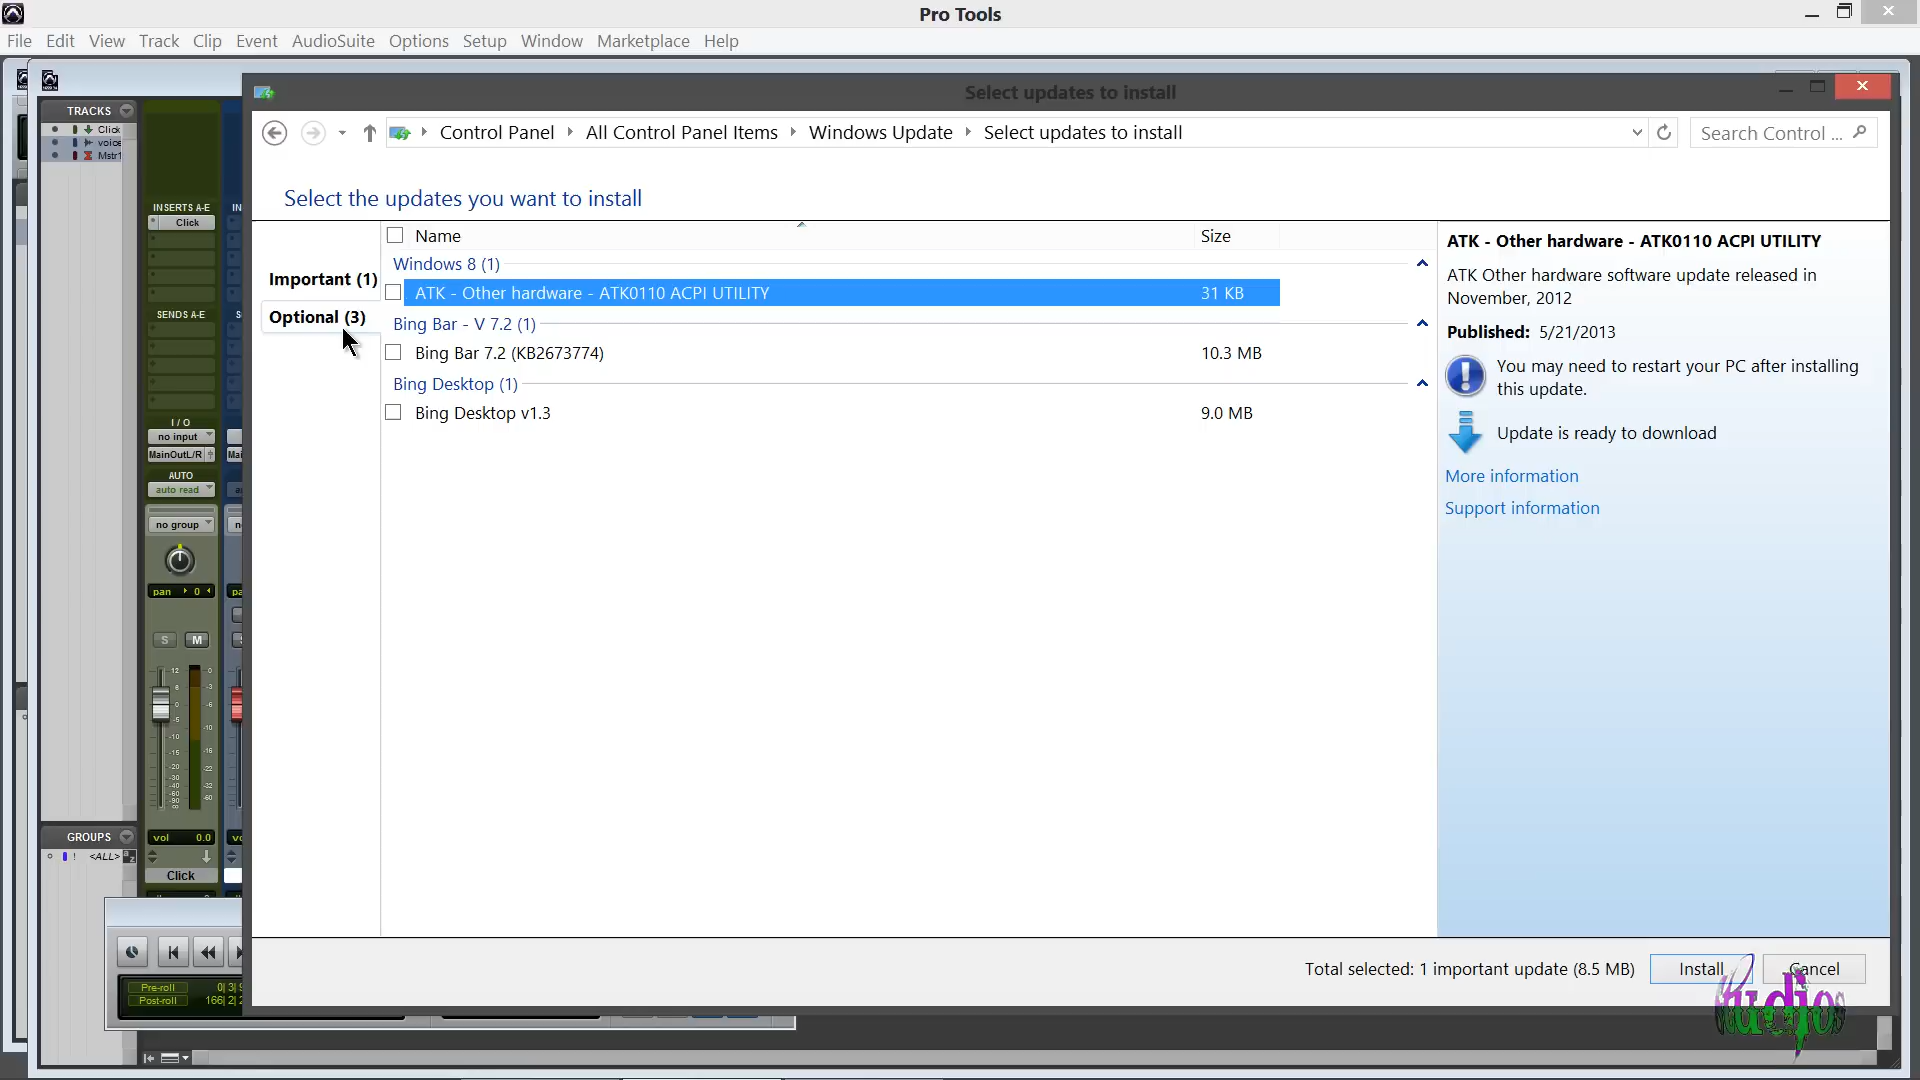 Pro Tools
File Edit View Track Clip Event AudioSuite Options Setup Window Marketplace Help
Select updates to install
Control Panel All Control Panel Items Windows Update Select updates to install
Search Control ...
Select the updates you want to install
Name Size
Important (1)
Optional (3)
Windows 8 (1)
ATK - Other hardware - ATK0110 ACPI UTILITY 31 KB
Bing Bar - V 7.2 (1)
Bing Bar 7.2 (KB2673774) 10.3 MB
Bing Desktop (1)
Bing Desktop v1.3 9.0 MB
ATK - Other hardware - ATK0110 ACPI UTILITY
ATK Other hardware software update released in
November, 2012
Published: 5/21/2013
You may need to restart your PC after installing
this update.
Update is ready to download
More information
Support information
Total selected: 1 important update (8.5 MB)
Install Cancel
TRACKS
Click
voice
Mstr1
INSERTS A-E
Click
SENDS A-E
I / O
no input
MainOutL/R
AUTO
auto read
no group
pan 0
S M
vol 0.0
Click
GROUPS
<ALL>
Pre-roll
Post-roll
Audio